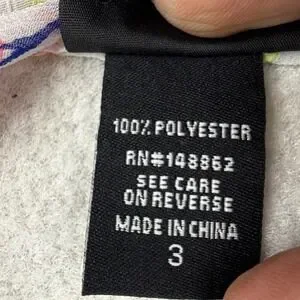 100% POLYESTER
RN#148862
SEE CARE
ON REVERSE
MADE IN CHINA
3